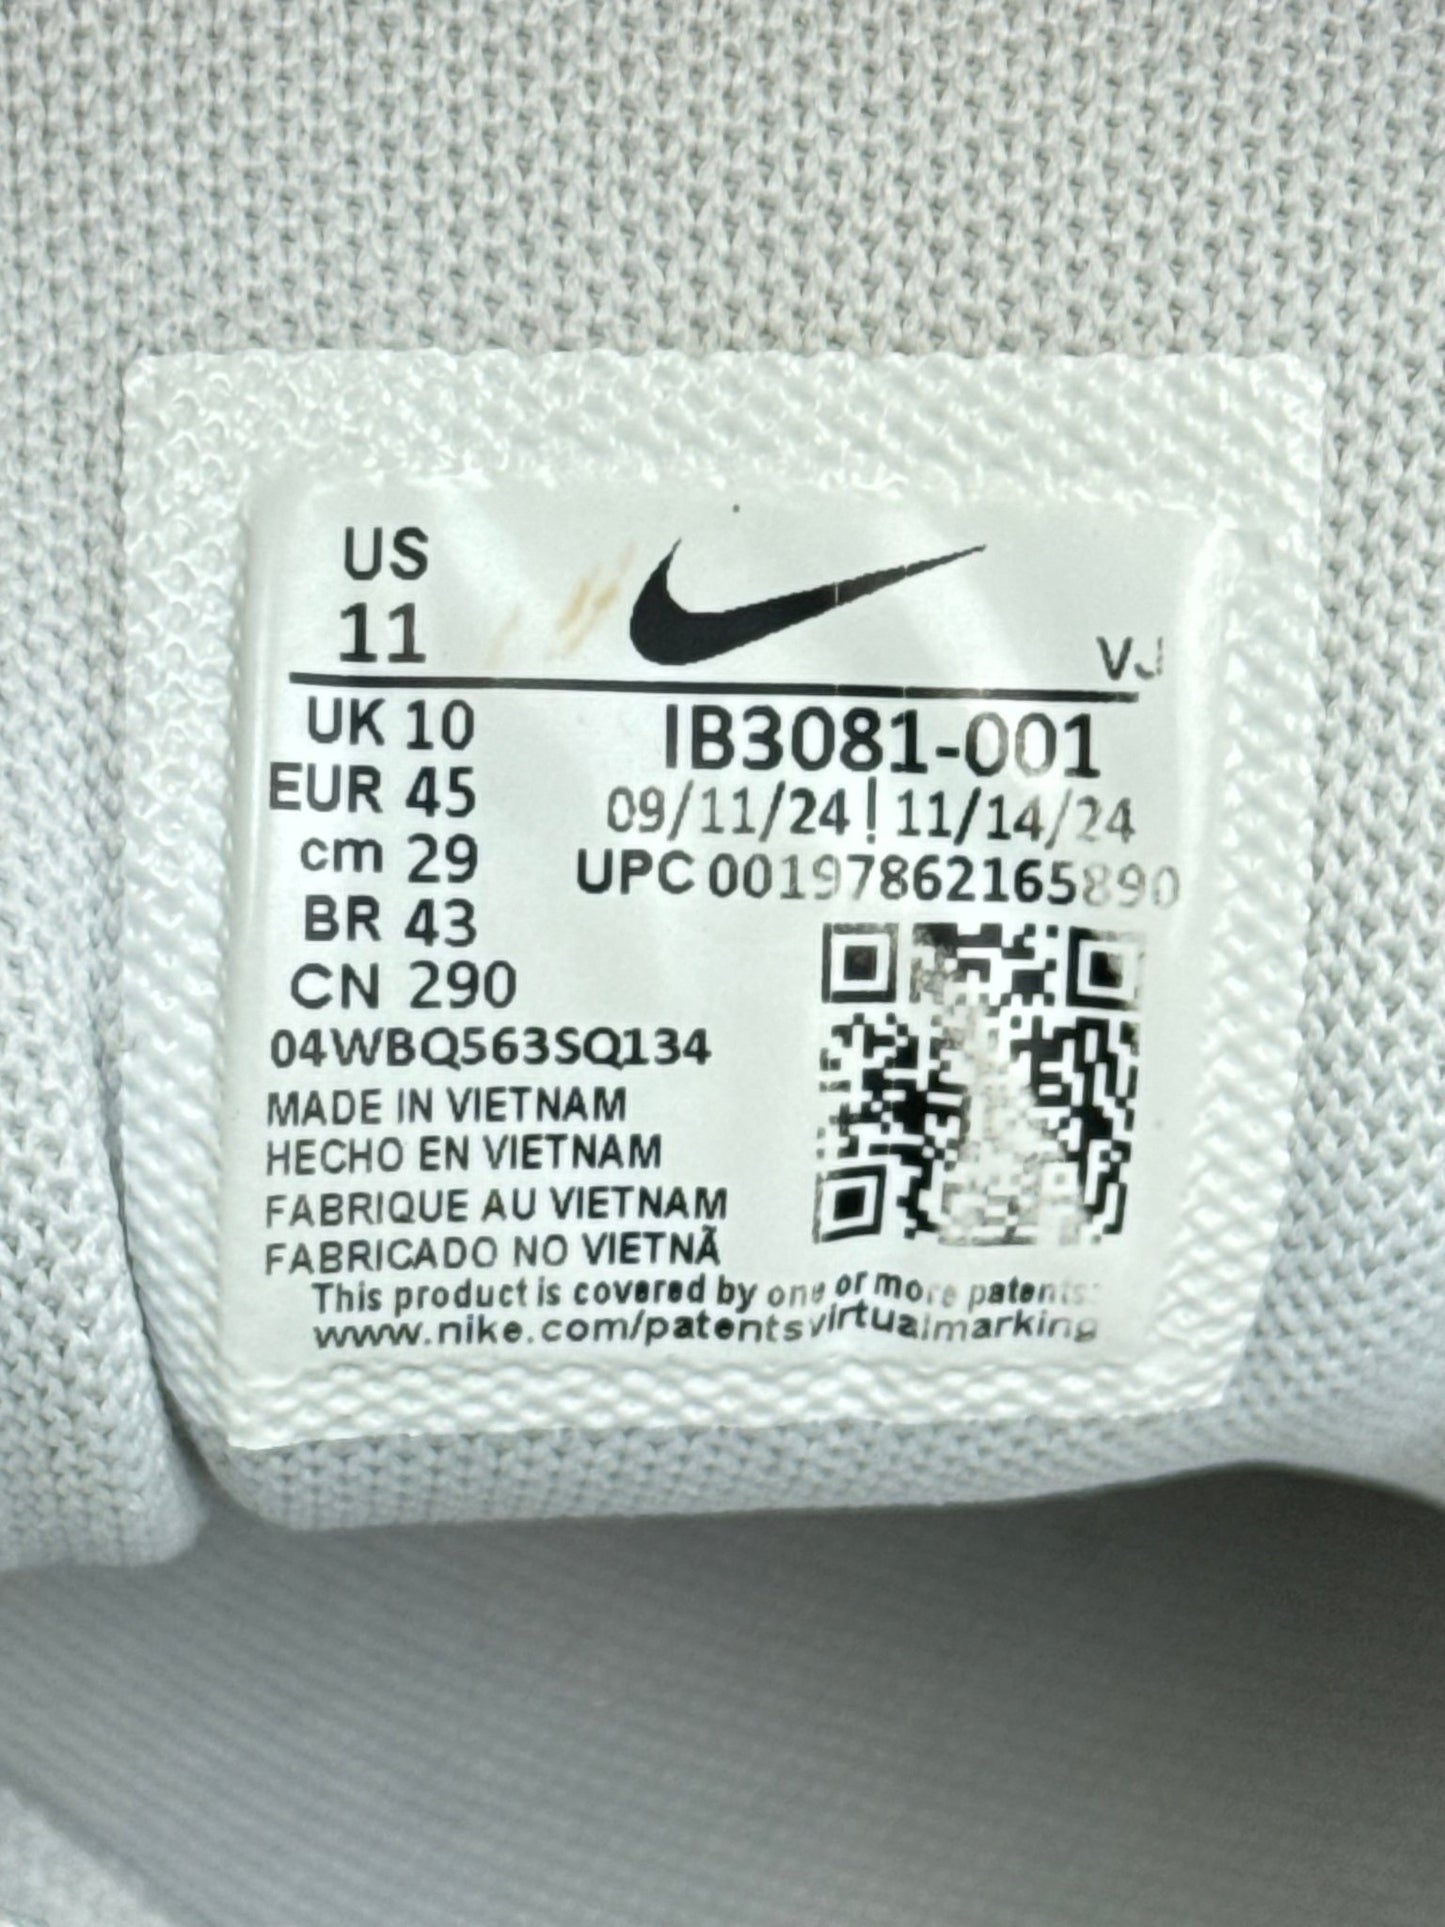 US
11
VJ
UK 10
EUR 45
cm 29
BR 43
CN 290
IB3081-001
09/11/24 | 11/14/24
UPC 00197862165890
04WBQ563SQ134
MADE IN VIETNAM
HECHO EN VIETNAM
FABRIQUE AU VIETNAM
FABRICADO NO VIETNÃ
This product is covered by one or more patents:
www.nike.com/patentsvirtualmarking